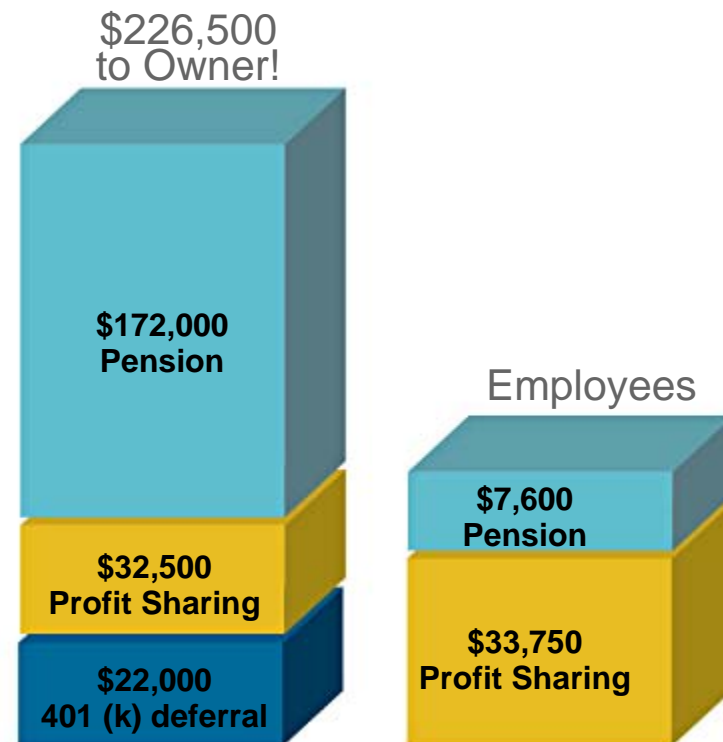 $226,500
to Owner!
$172,000
Pension
$32,500
Profit Sharing
$22,000
401 (k) deferral
Employees
$7,600
Pension
$33,750
Profit Sharing